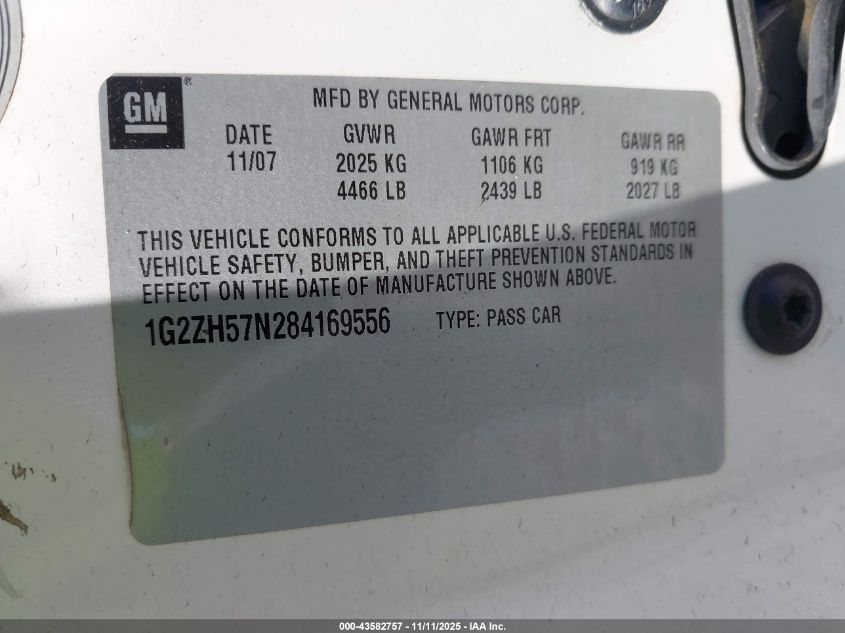 GM®
MFD BY GENERAL MOTORS CORP.
DATE GVWR GAWR FRT GAWR RR
11/07 2025 KG 1106 KG 919 KG
4466 LB 2439 LB 2027 LB
THIS VEHICLE CONFORMS TO ALL APPLICABLE U.S. FEDERAL MOTOR
VEHICLE SAFETY, BUMPER, AND THEFT PREVENTION STANDARDS IN
EFFECT ON THE DATE OF MANUFACTURE SHOWN ABOVE.
1G2ZH57N284169556 TYPE: PASS CAR
000-43582757 - 11/11/2025 - IAA Inc.